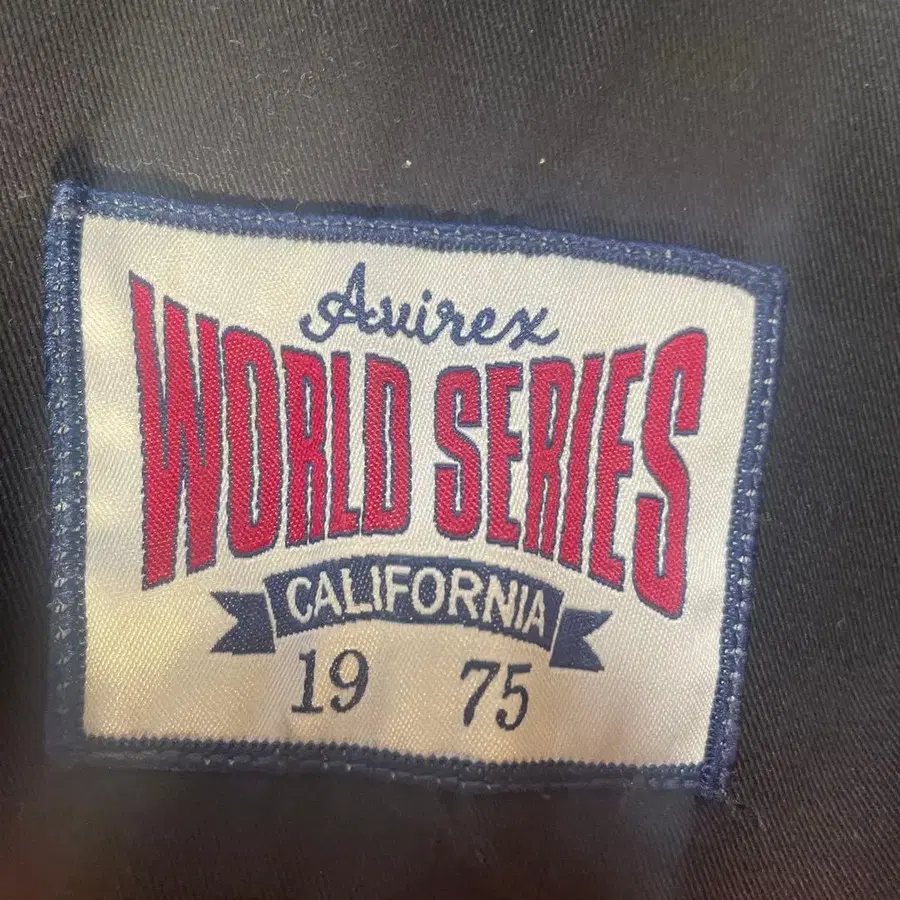 Avirex
WORLD SERIES
CALIFORNIA
19 75